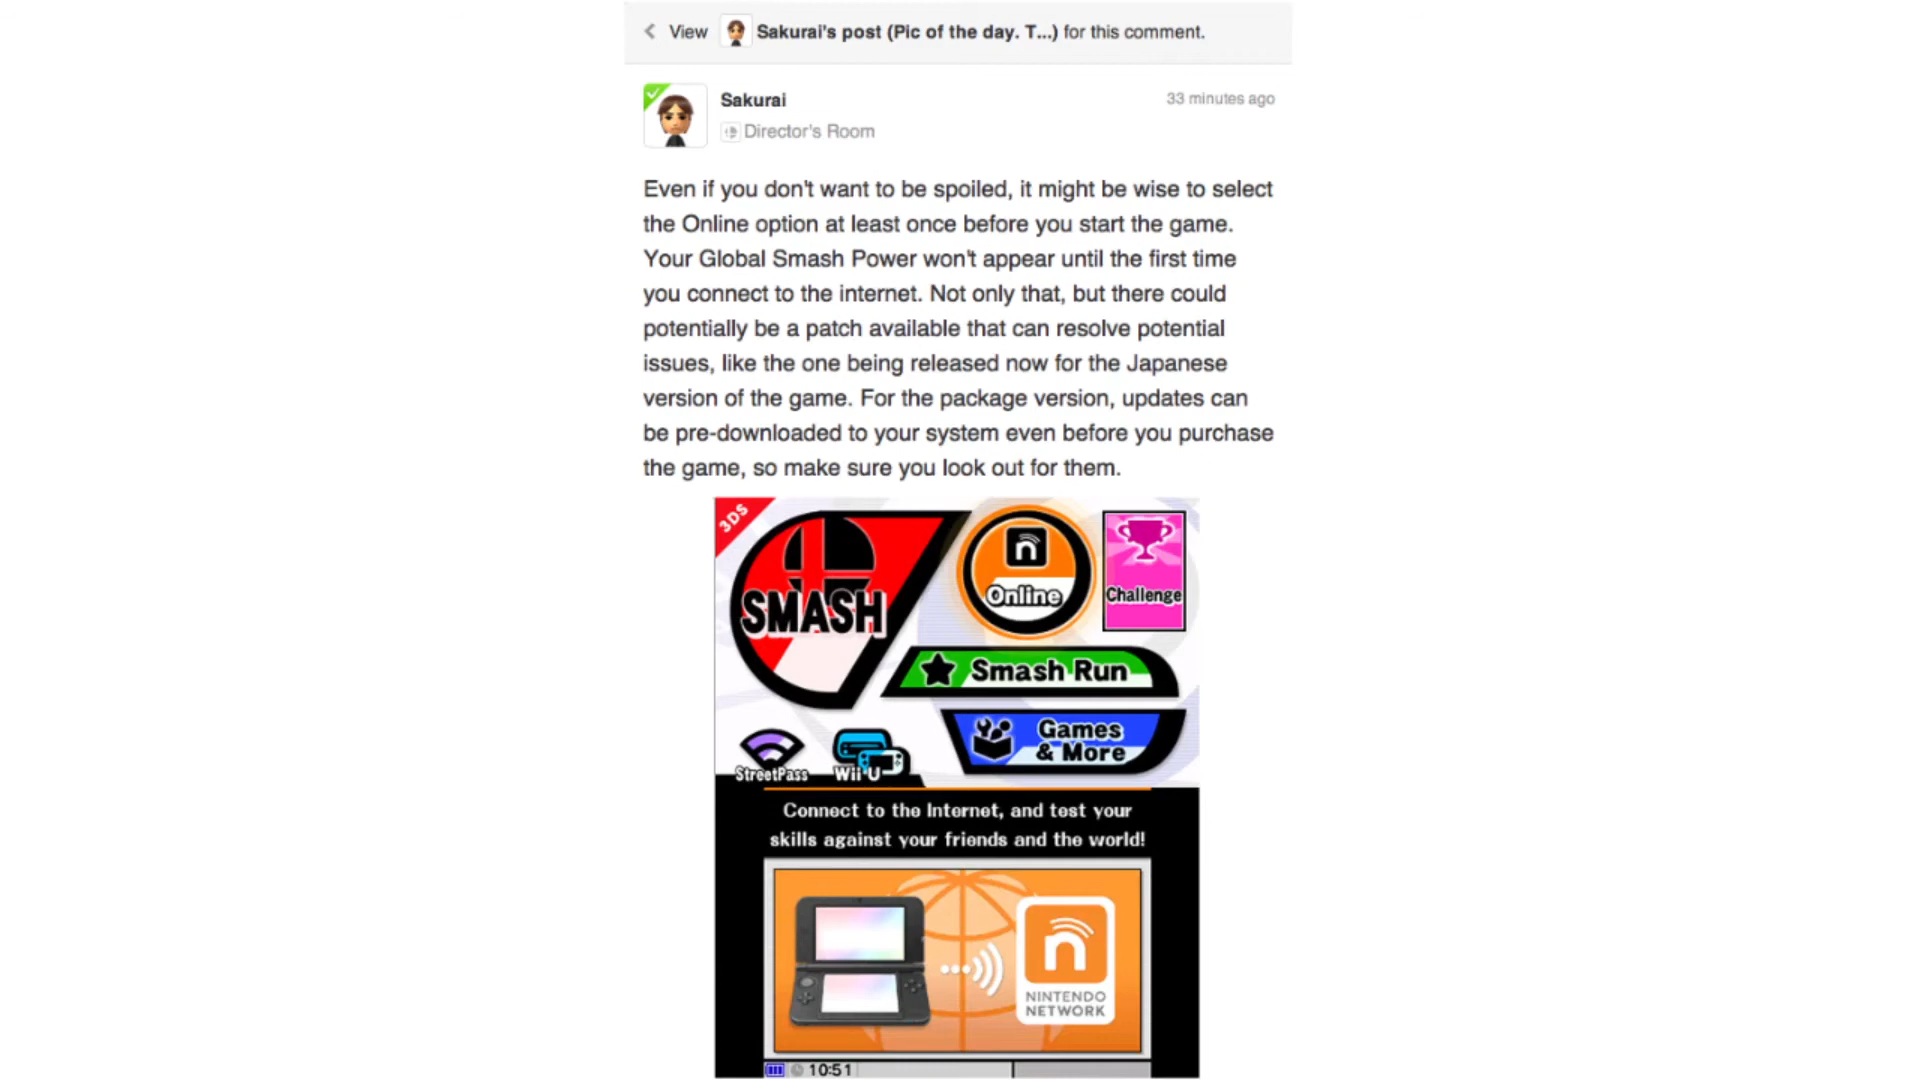 View Sakurai's post (Pic of the day. T...) for this comment.
Sakurai
33 minutes ago
Director's Room
Even if you don't want to be spoiled, it might be wise to select
the Online option at least once before you start the game.
Your Global Smash Power won't appear until the first time
you connect to the internet. Not only that, but there could
potentially be a patch available that can resolve potential
issues, like the one being released now for the Japanese
version of the game. For the package version, updates can
be pre-downloaded to your system even before you purchase
the game, so make sure you look out for them.
3DS
SMASH
n
Online
Challenge
Smash Run
Games
& More
StreetPass
Wii U
Connect to the Internet, and test your
skills against your friends and the world!
n
NINTENDO
NETWORK
10:51